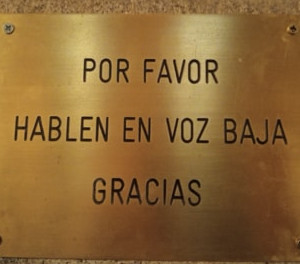 POR FAVOR
HABLEN EN VOZ BAJA
GRACIAS